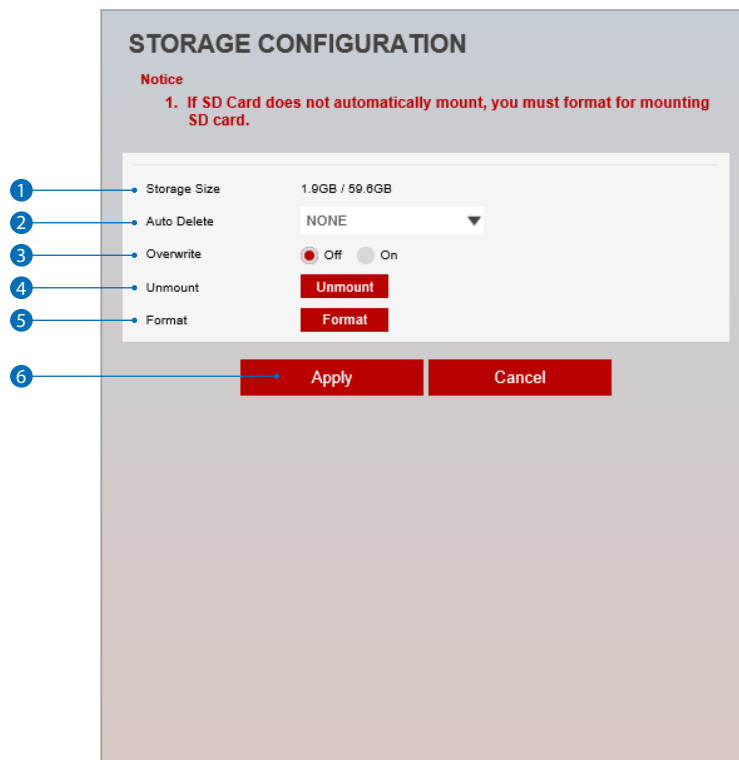 STORAGE CONFIGURATION
Notice
1. If SD Card does not automatically mount, you must format for mounting
SD card.
1 Storage Size 1.9GB / 59.6GB
2 Auto Delete NONE
3 Overwrite Off On
4 Unmount Unmount
5 Format Format
6 Apply Cancel